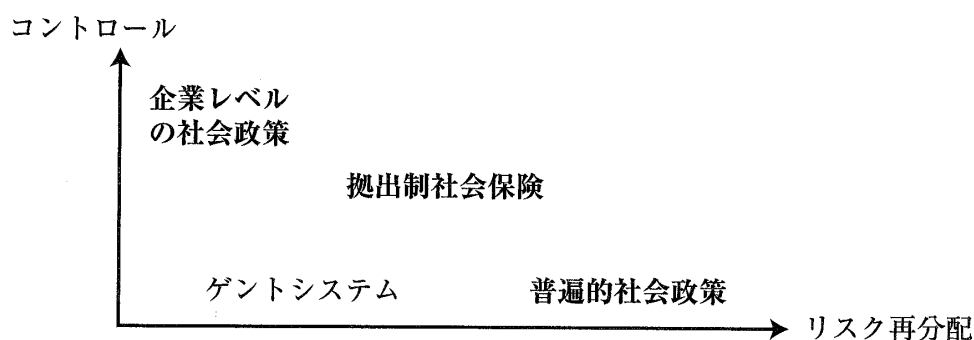 コントロール
企業レベル
の社会政策
拠出制社会保険
ゲントシステム
普遍的社会政策
リスク再分配